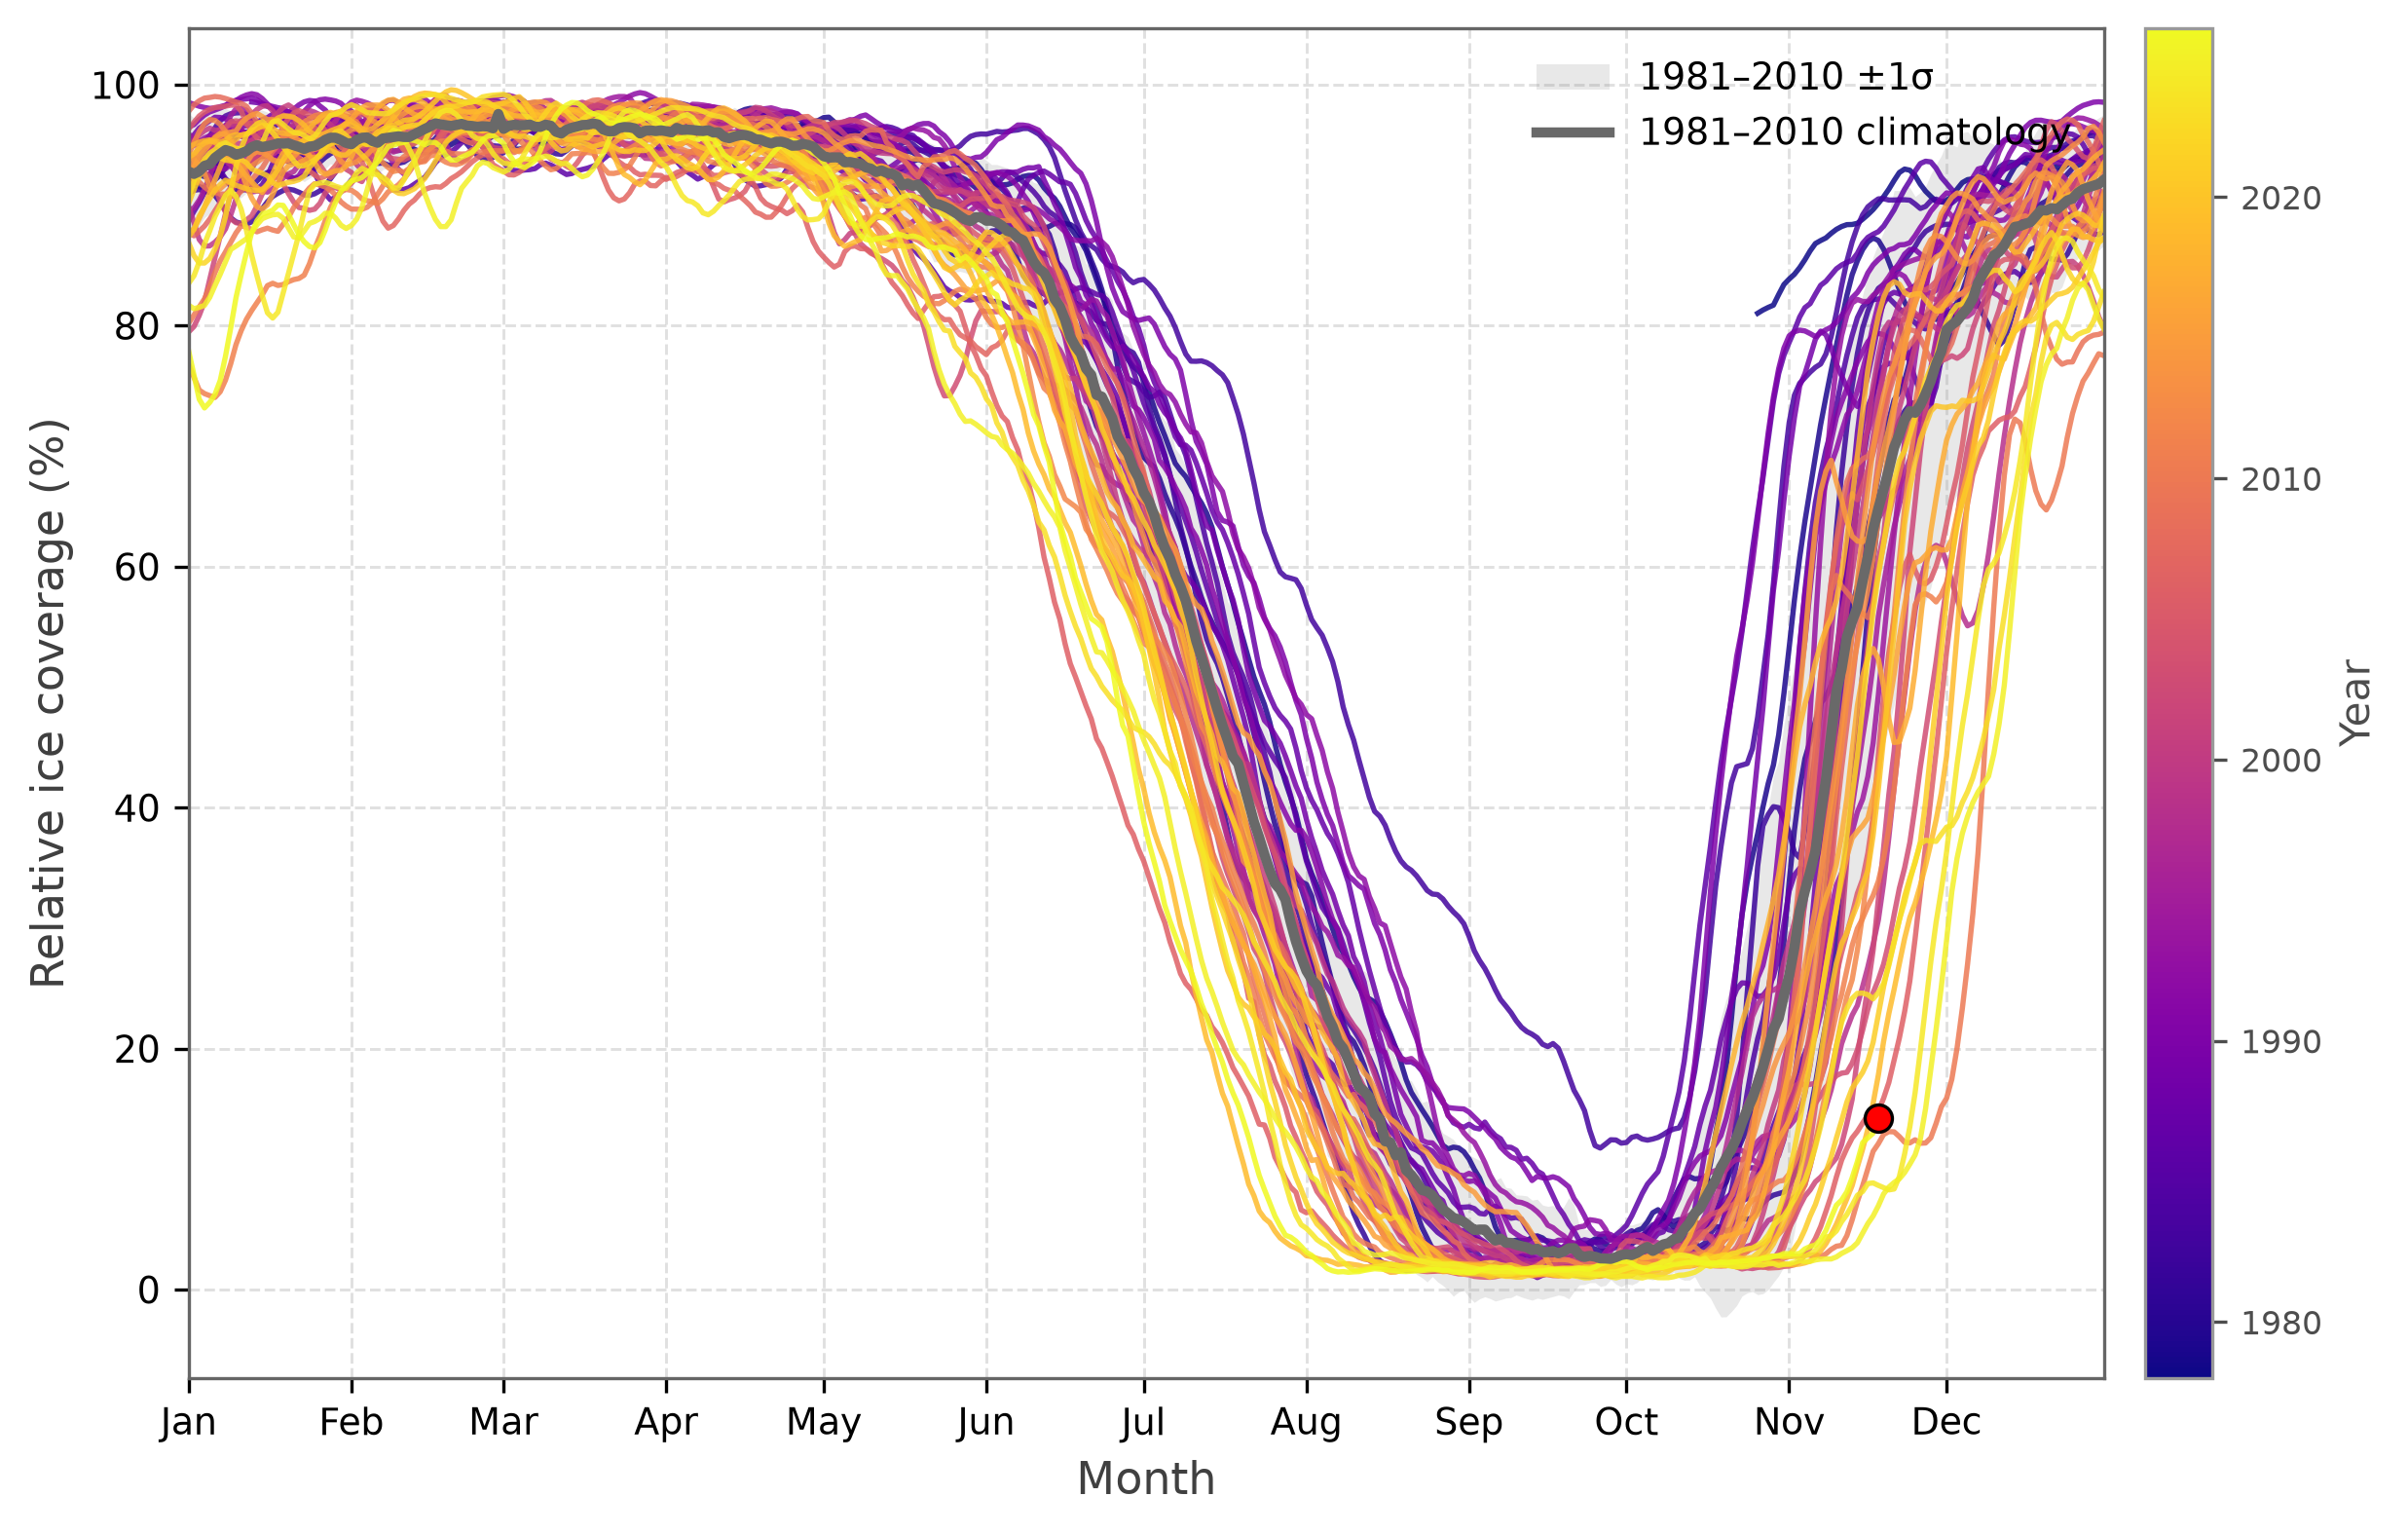 1981–2010 ±1σ
1981–2010 climatology
Relative ice coverage (%)
100
80
60
40
20
0
Jan Feb Mar Apr May Jun Jul Aug Sep Oct Nov Dec
Month
2020
2010
2000
1990
1980
Year